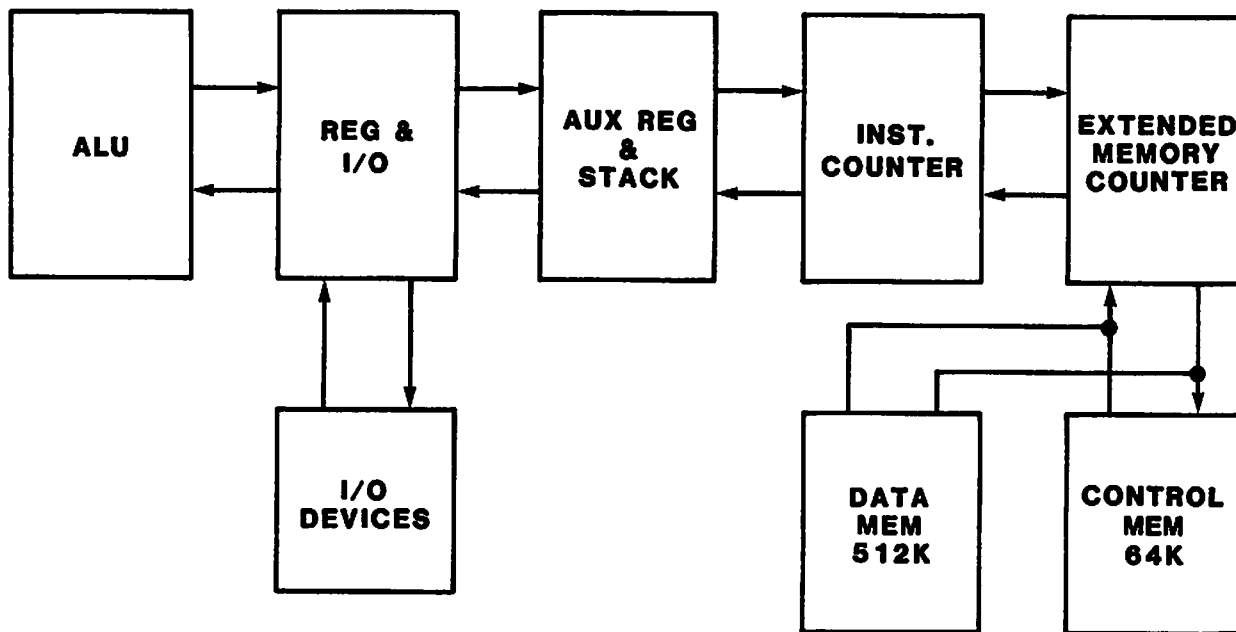 ALU
REG &
I/O
AUX REG
&
STACK
INST.
COUNTER
EXTENDED
MEMORY
COUNTER
I/O
DEVICES
DATA
MEM
512K
CONTROL
MEM
64K